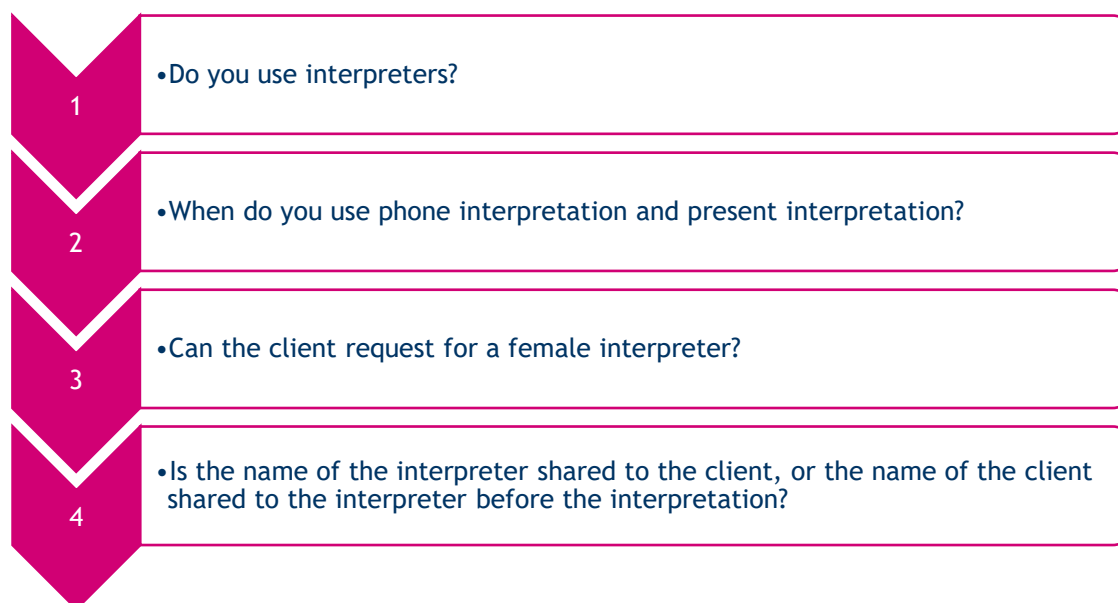 1
•Do you use interpreters?
2
•When do you use phone interpretation and present interpretation?
3
•Can the client request for a female interpreter?
4
•Is the name of the interpreter shared to the client, or the name of the client
shared to the interpreter before the interpretation?